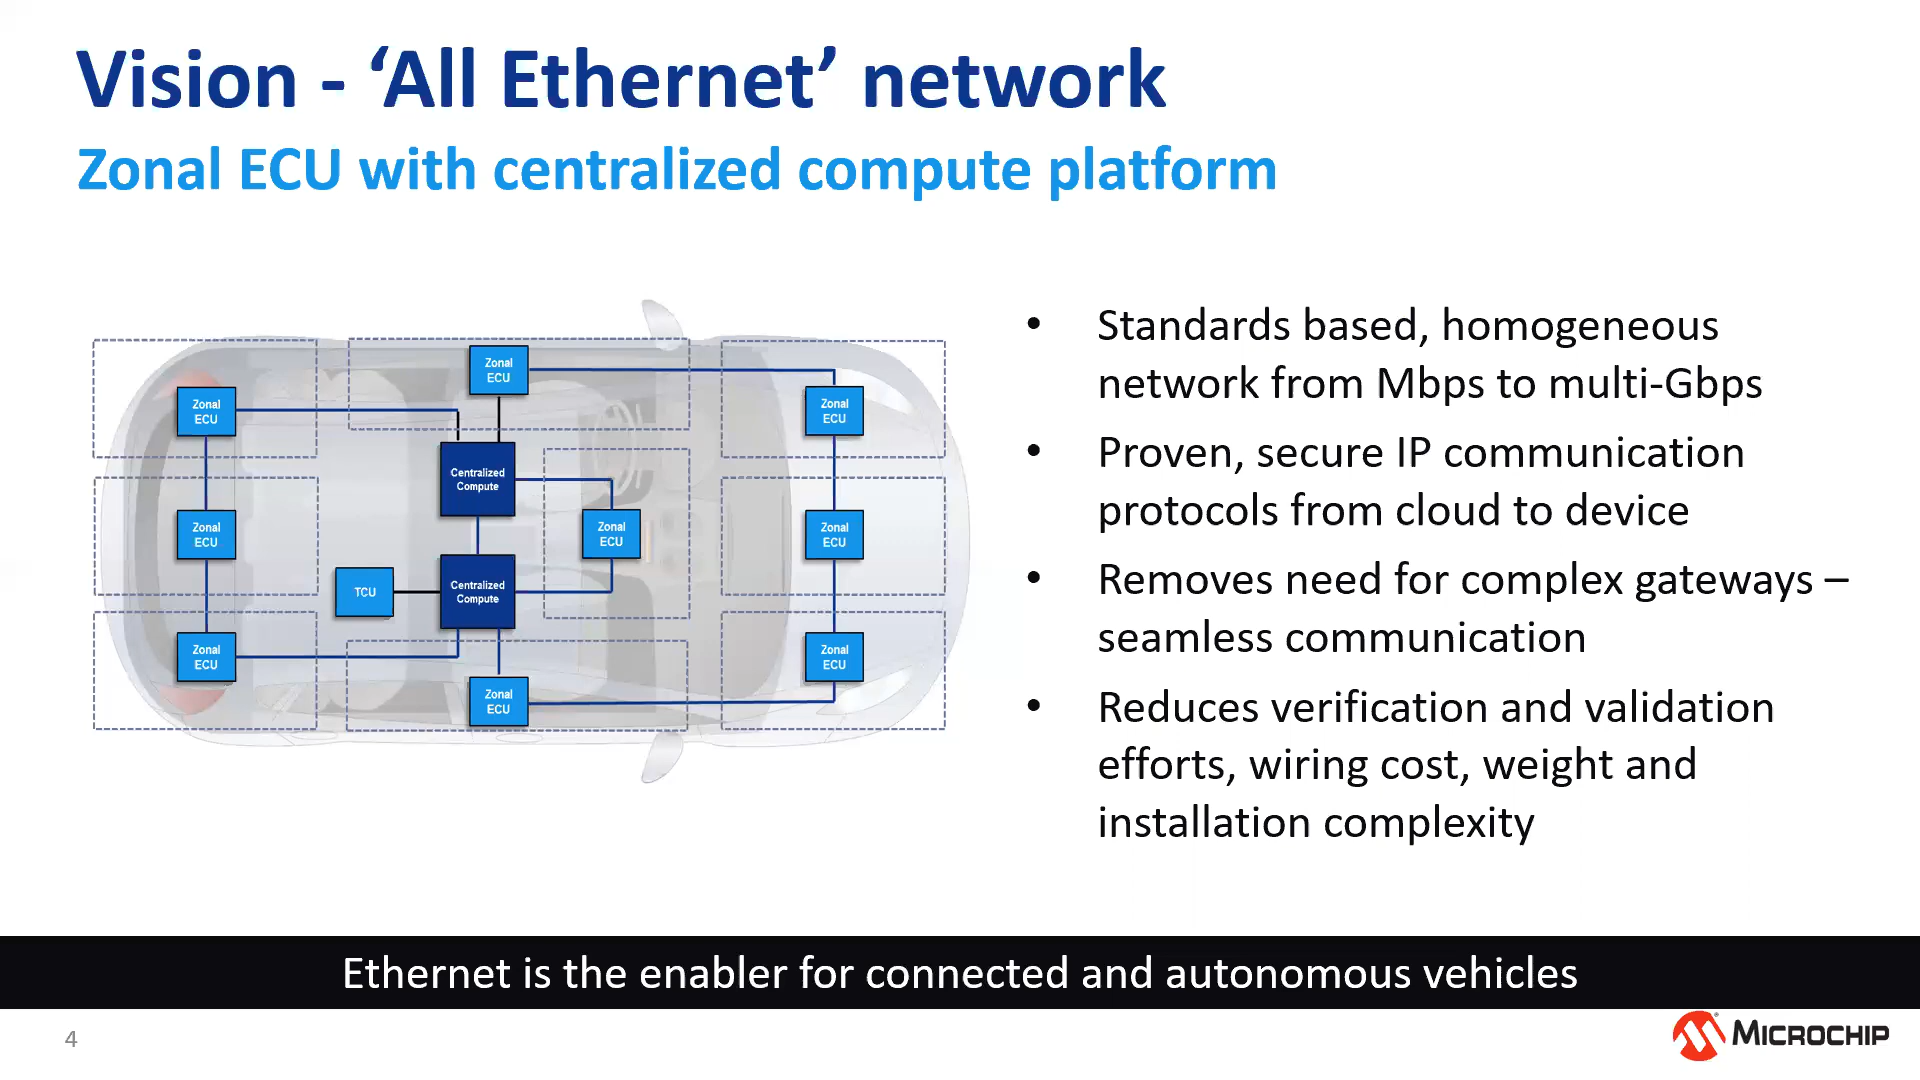 Vision - ‘All Ethernet’ network
Zonal ECU with centralized compute platform
Zonal
ECU
Zonal
ECU
Zonal
ECU
Centralized
Compute
Zonal
ECU
Zonal
ECU
Zonal
ECU
TCU
Centralized
Compute
Zonal
ECU
Zonal
ECU
Zonal
ECU
• Standards based, homogeneous
network from Mbps to multi-Gbps
• Proven, secure IP communication
protocols from cloud to device
• Removes need for complex gateways –
seamless communication
• Reduces verification and validation
efforts, wiring cost, weight and
installation complexity
Ethernet is the enabler for connected and autonomous vehicles
4
MICROCHIP